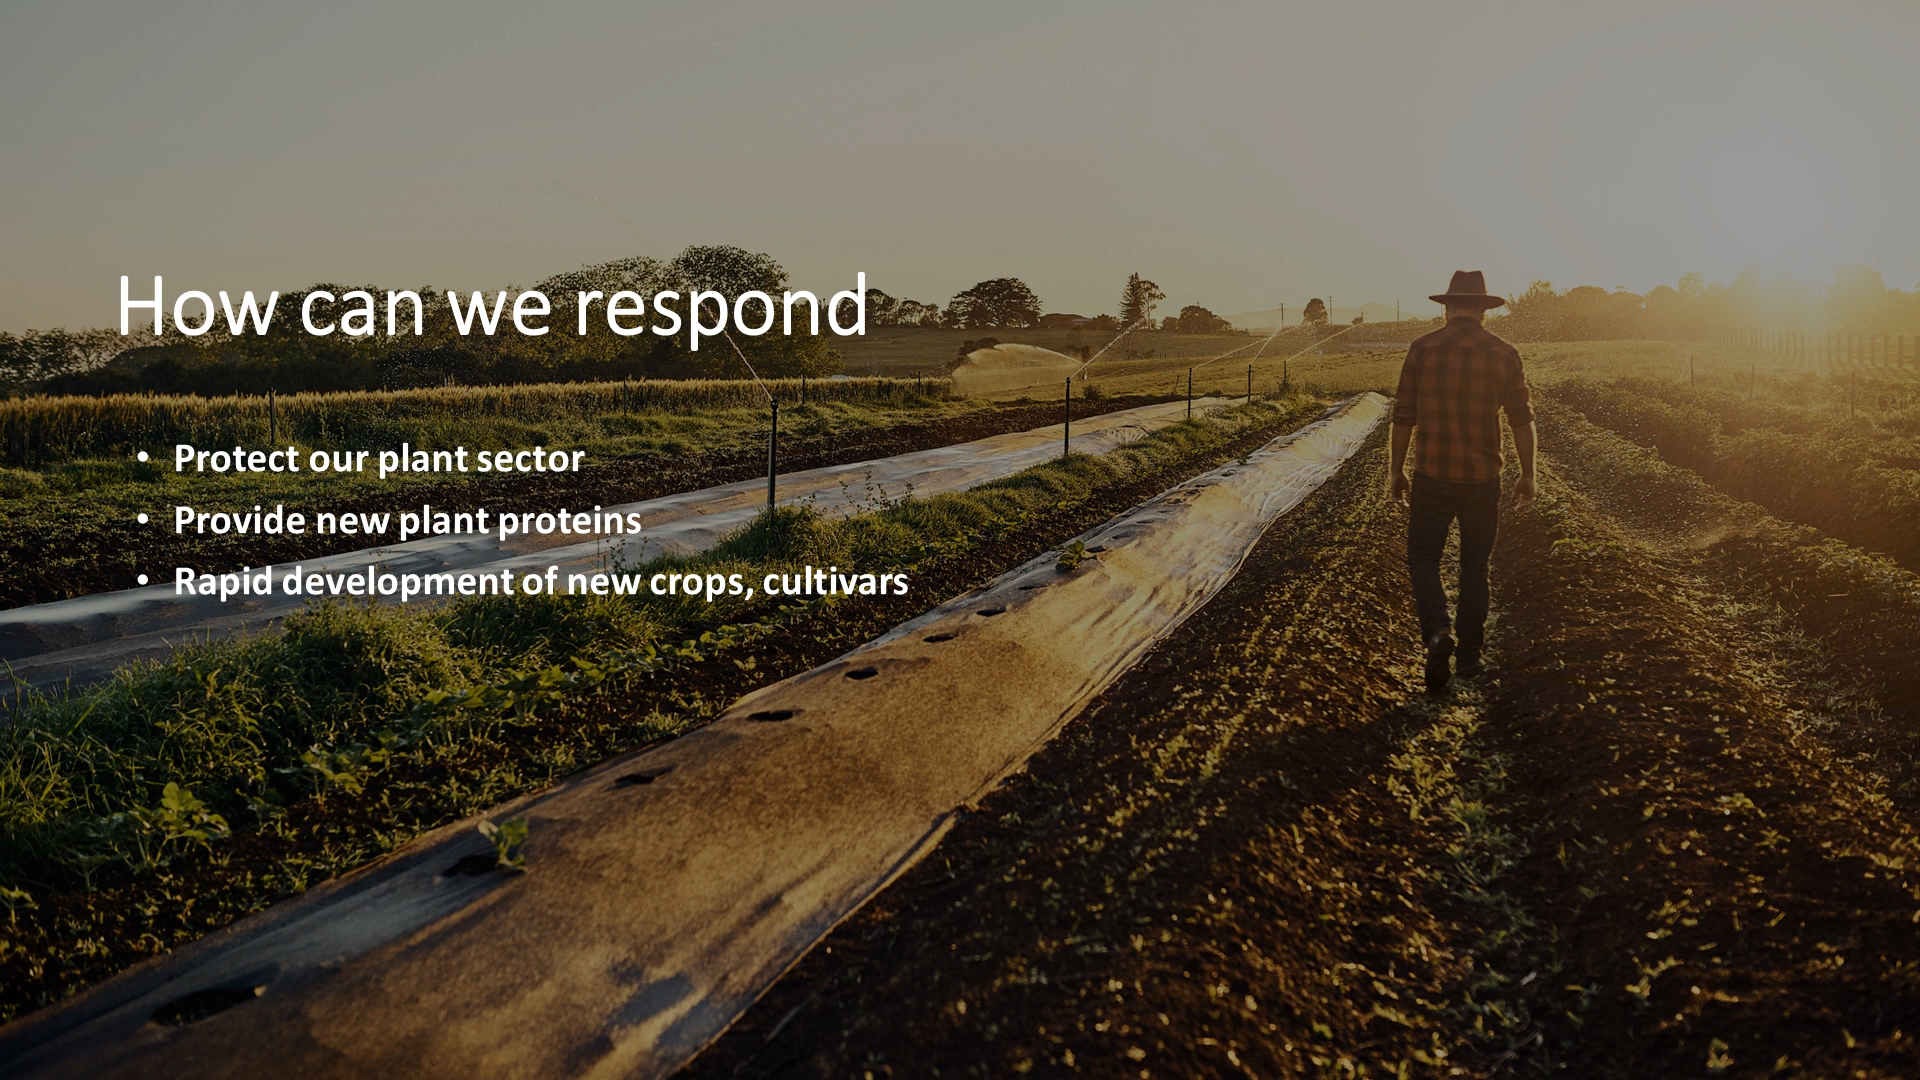 How can we respond
• Protect our plant sector
• Provide new plant proteins
• Rapid development of new crops, cultivars